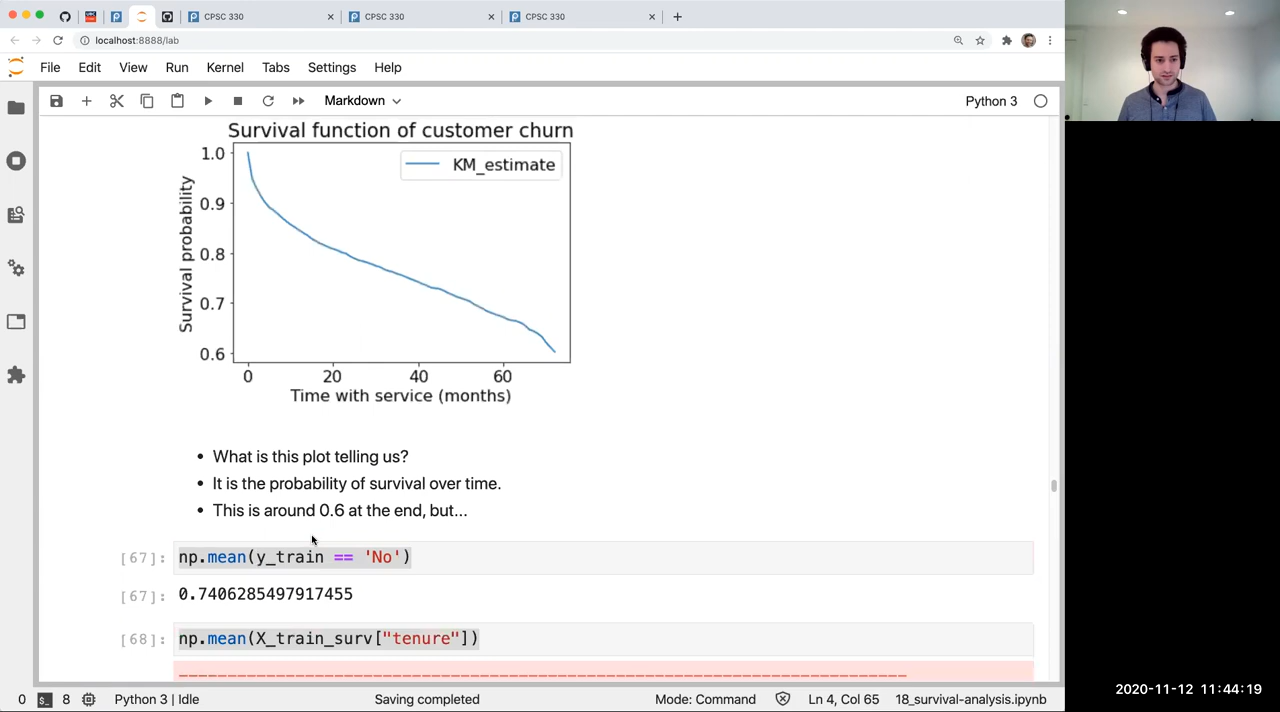 CPSC 330
CPSC 330
CPSC 330
localhost:8888/lab
File Edit View Run Kernel Tabs Settings Help
Markdown
Python 3
Survival function of customer churn
KM_estimate
1.0
0.9
0.8
0.7
0.6
Survival probability
0 20 40 60
Time with service (months)
• What is this plot telling us?
• It is the probability of survival over time.
• This is around 0.6 at the end, but...
[67]: np.mean(y_train == 'No')
[67]: 0.7406285497917455
[68]: np.mean(X_train_surv["tenure"])
---------------------------------------------------------------------------
0 8 Python 3 | Idle Saving completed Mode: Command Ln 4, Col 65 18_survival-analysis.ipynb
2020-11-12 11:44:19